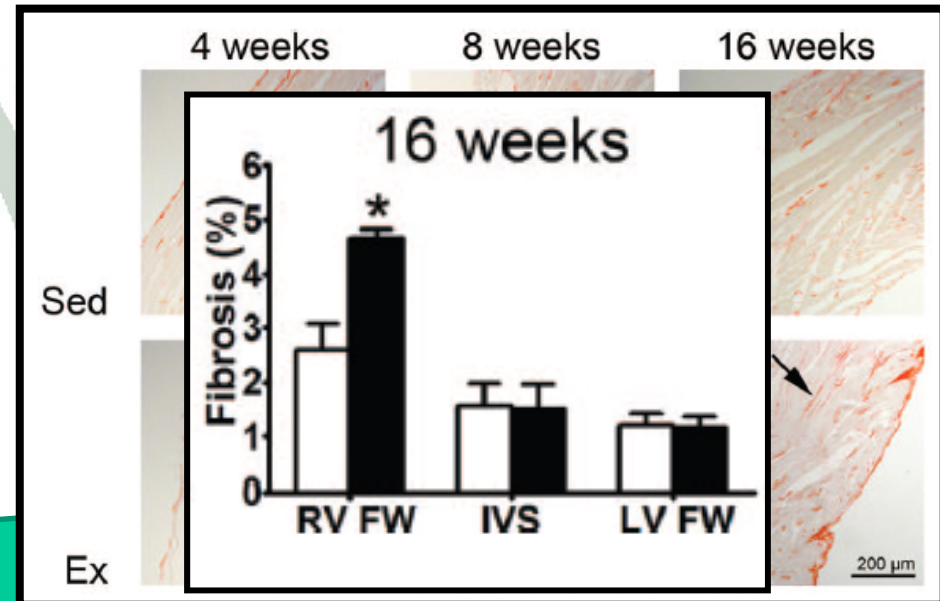 4 weeks 8 weeks 16 weeks
Sed
Ex
16 weeks
Fibrosis (%)
6
5
4
3
2
1
0
*
RV FW IVS LV FW
200 µm